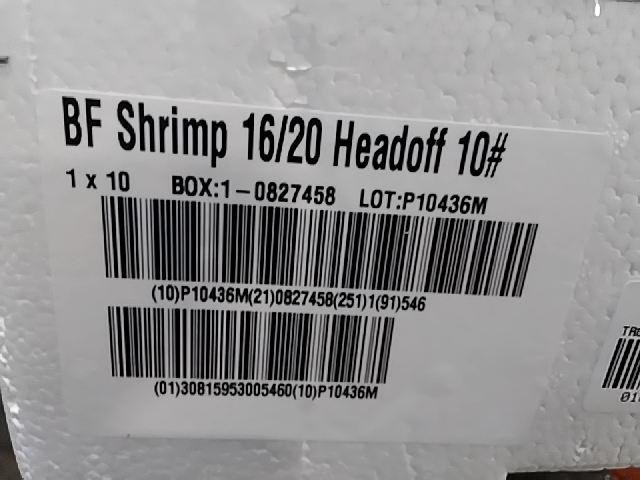 BF Shrimp 16/20 Headoff 10#
1 x 10 BOX:1-0827458 LOT:P10436M
(10)P10436M(21)0827458(251)1(91)546
(01)30815953005460(10)P10436M